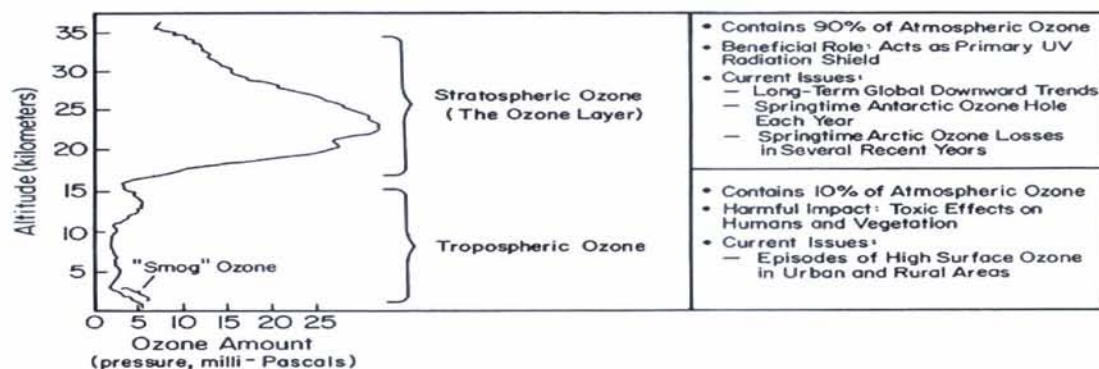 35
30
25
20
15
10
5
Altitude (kilometers)
0 5 10 15 20 25
Ozone Amount
(pressure, milli-Pascals)
"Smog" Ozone
Stratospheric Ozone
(The Ozone Layer)
Tropospheric Ozone
• Contains 90% of Atmospheric Ozone
• Beneficial Role: Acts as Primary UV
Radiation Shield
• Current Issues:
— Long-Term Global Downward Trends
— Springtime Antarctic Ozone Hole
Each Year
— Springtime Arctic Ozone Losses
in Several Recent Years
• Contains 10% of Atmospheric Ozone
• Harmful Impact: Toxic Effects on
Humans and Vegetation
• Current Issues:
— Episodes of High Surface Ozone
in Urban and Rural Areas